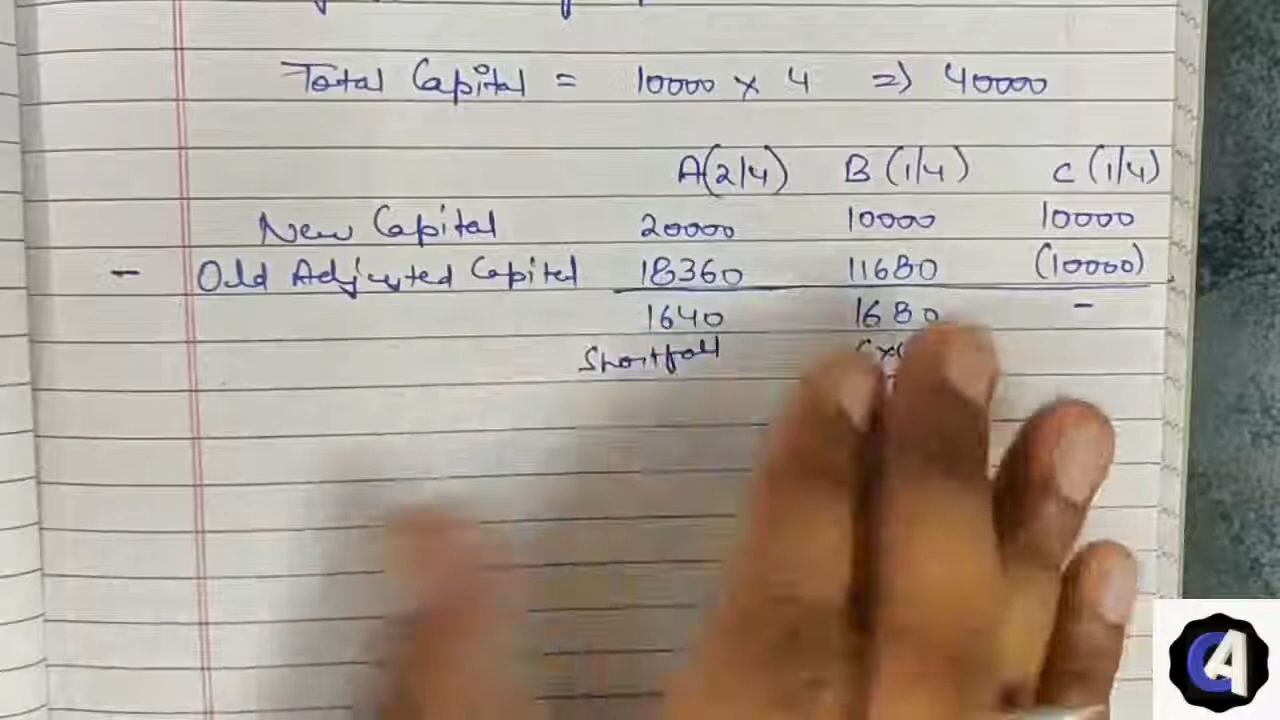 Total Capital = 10000 x 4 => 40000
A(2/4) B (1/4) C (1/4)
New Capital 20000 10000 10000
- Old Adjusted Capital 18360 11680 (10000)
1640 1680 -
Shortfall
CA